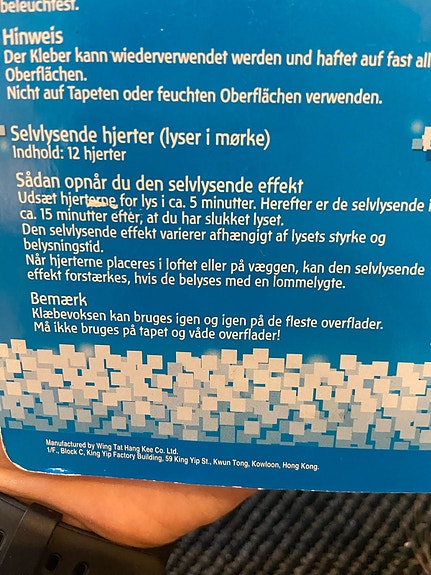 beleuchtest.
Hinweis
Der Kleber kann wiederverwendet werden und haftet auf fast all
Oberflächen.
Nicht auf Tapeten oder feuchten Oberflächen verwenden.
Selvlysende hjerter (lyser i mørke)
Indhold: 12 hjerter
Sådan opnår du den selvlysende effekt
Udsæt hjerterne for lys i ca. 5 minutter. Herefter er de selvlysende i
ca. 15 minutter efter, at du har slukket lyset.
Den selvlysende effekt varierer afhængigt af lysets styrke og
belysningstid.
Når hjerterne placeres i loftet eller på væggen, kan den selvlysende
effekt forstærkes, hvis de belyses med en lommelygte.
Bemærk
Klæbevoksen kan bruges igen og igen på de fleste overflader.
Må ikke bruges på tapet og våde overflader!
Manufactured by Wing Tat Hang Kee Co. Ltd.
1/F., Block C, King Yip Factory Building, 59 King Yip St., Kwun Tong, Kowloon, Hong Kong.